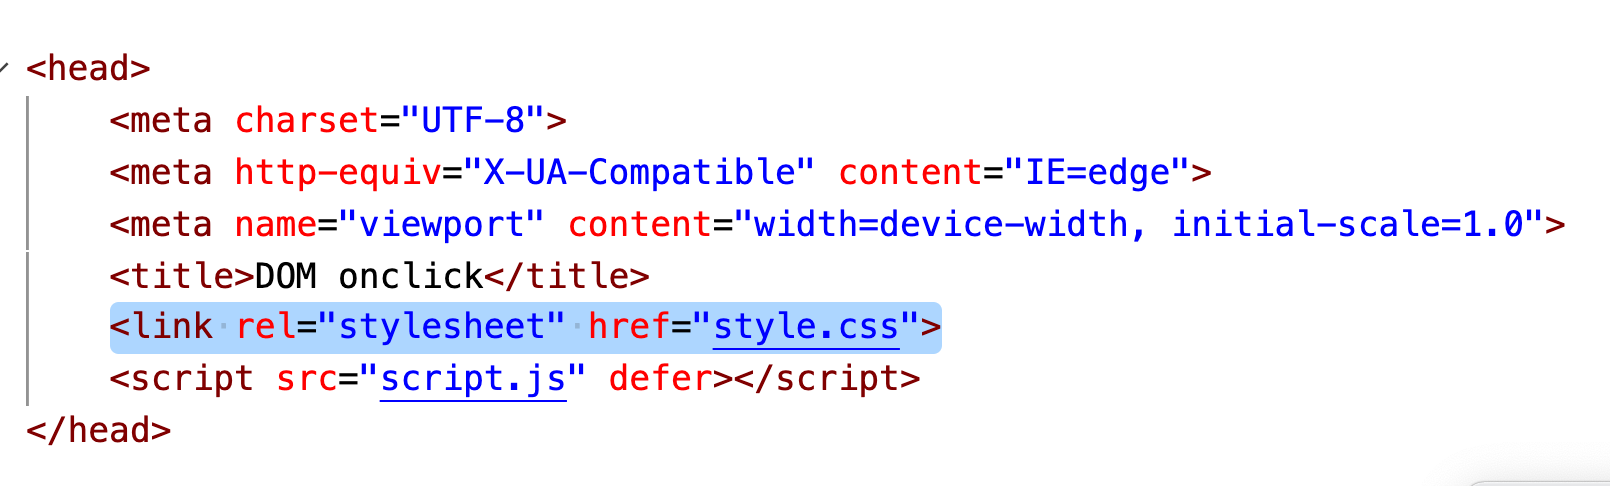 <head>
<meta charset="UTF-8">
<meta http-equiv="X-UA-Compatible" content="IE=edge">
<meta name="viewport" content="width=device-width, initial-scale=1.0">
<title>DOM onclick</title>
<link rel="stylesheet" href="style.css">
<script src="script.js" defer></script>
</head>